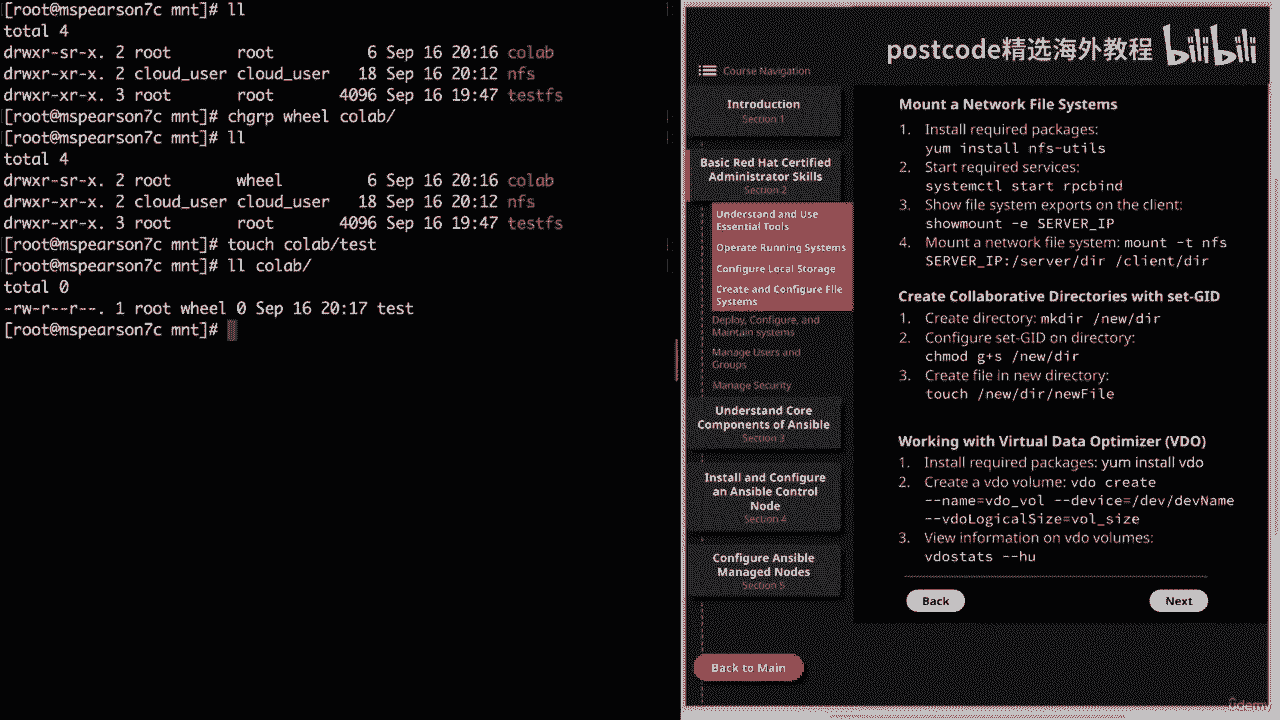 [root@mspearson7c mnt]# ll
total 4
drwxr-sr-x. 2 root root 6 Sep 16 20:16 colab
drwxr-xr-x. 2 cloud_user cloud_user 18 Sep 16 20:12 nfs
drwxr-xr-x. 3 root root 4096 Sep 16 19:47 testfs
[root@mspearson7c mnt]# chgrp wheel colab/
[root@mspearson7c mnt]# ll
total 4
drwxr-sr-x. 2 root wheel 6 Sep 16 20:16 colab
drwxr-xr-x. 2 cloud_user cloud_user 18 Sep 16 20:12 nfs
drwxr-xr-x. 3 root root 4096 Sep 16 19:47 testfs
[root@mspearson7c mnt]# touch colab/test
[root@mspearson7c mnt]# ll colab/
total 0
-rw-r--r--. 1 root wheel 0 Sep 16 20:17 test
[root@mspearson7c mnt]#
postcode精选海外教程 bilibili
Course Navigation
Introduction
Section 1
Basic Red Hat Certified
Administrator Skills
Section 2
Understand and Use
Essential Tools
Operate Running Systems
Configure Local Storage
Create and Configure File
Systems
Deploy, Configure, and
Maintain systems
Manage Users and
Groups
Manage Security
Understand Core
Components of Ansible
Section 3
Install and Configure
an Ansible Control
Node
Section 4
Configure Ansible
Managed Nodes
Section 5
Back to Main
Mount a Network File Systems
1. Install required packages:
yum install nfs-utils
2. Start required services:
systemctl start rpcbind
3. Show file system exports on the client:
showmount -e SERVER_IP
4. Mount a network file system: mount -t nfs
SERVER_IP:/server/dir /client/dir
Create Collaborative Directories with set-GID
1. Create directory: mkdir /new/dir
2. Configure set-GID on directory:
chmod g+s /new/dir
3. Create file in new directory:
touch /new/dir/newFile
Working with Virtual Data Optimizer (VDO)
1. Install required packages: yum install vdo
2. Create a vdo volume: vdo create
--name=vdo_vol --device=/dev/devName
--vdoLogicalSize=vol_size
3. View information on vdo volumes:
vdostats --hu
Back
Next
ûdemy